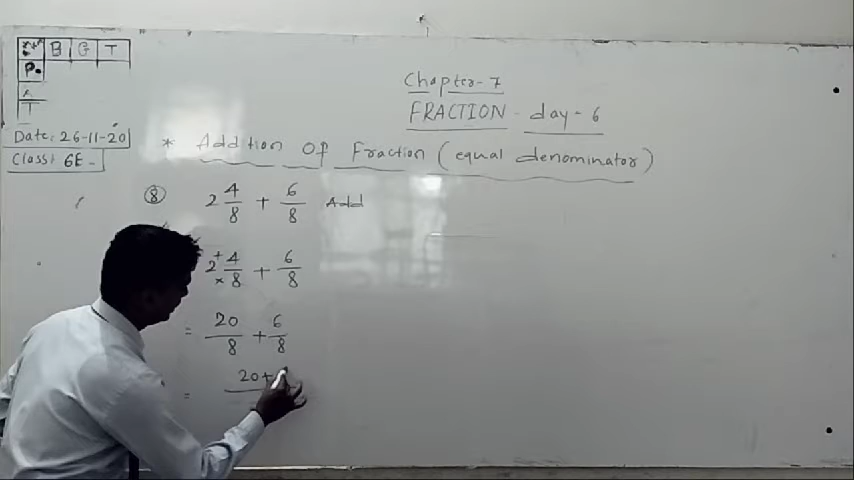 B G T
P.
T
Date: 26-11-20
Class: 6E -
Chapter-7
FRACTION - day - 6
* Addition Of Fraction (equal denominator)
⑧ 2 4/8 + 6/8 Add
2 + 4/× 8 + 6/8
= 20/8 + 6/8
= 20+